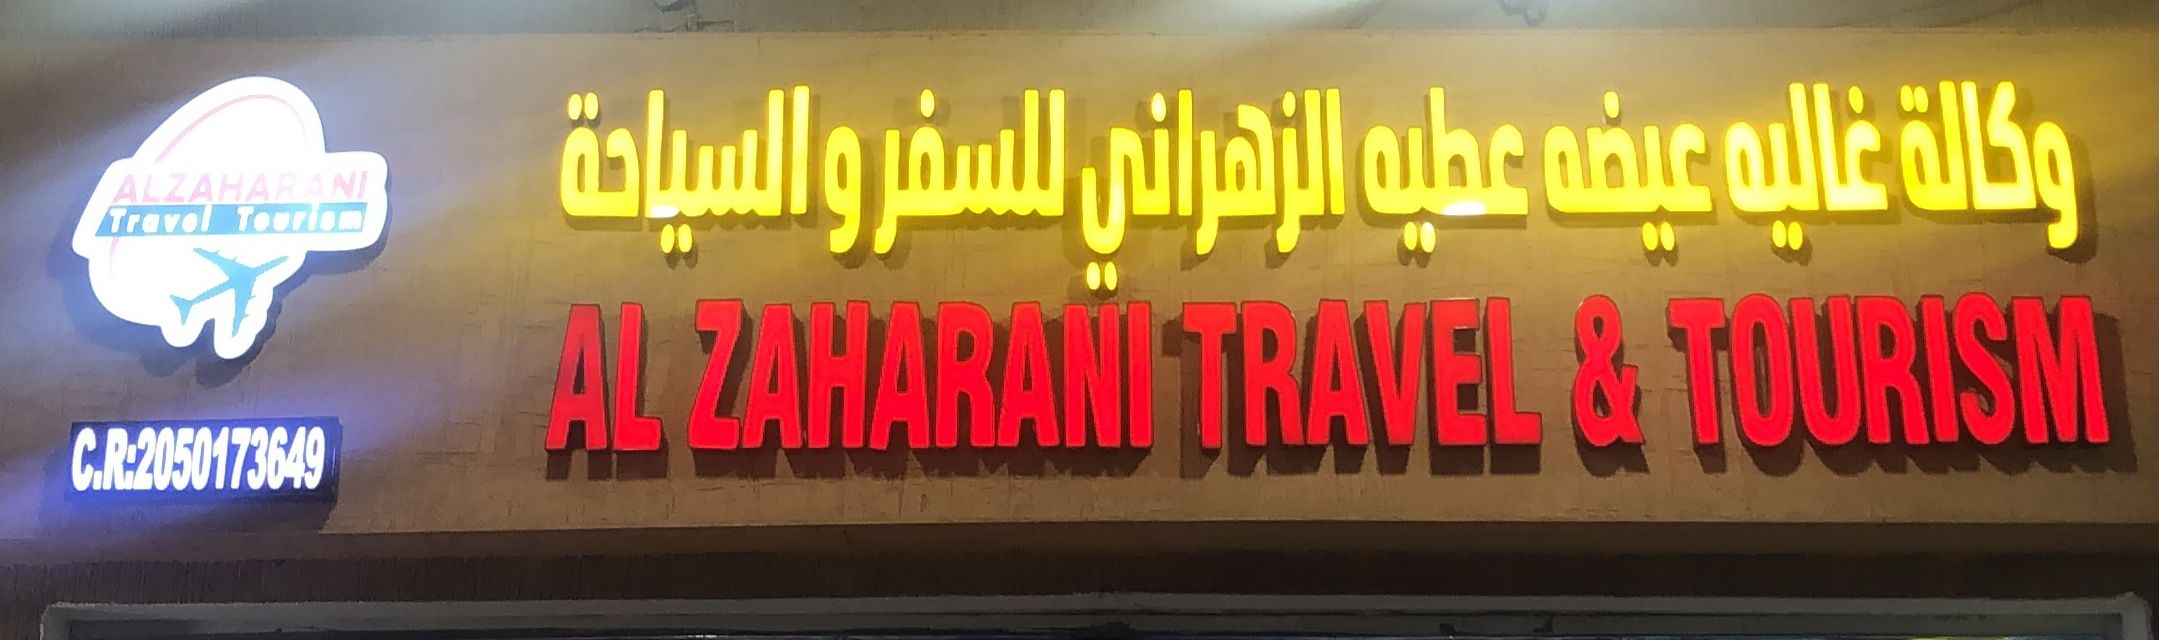 ALZAHARANI
Travel Tourism
C.R:2050173649
وكالة غاليه عيضه عطيه الزهراني للسفر و السياحة
AL ZAHARANI TRAVEL & TOURISM